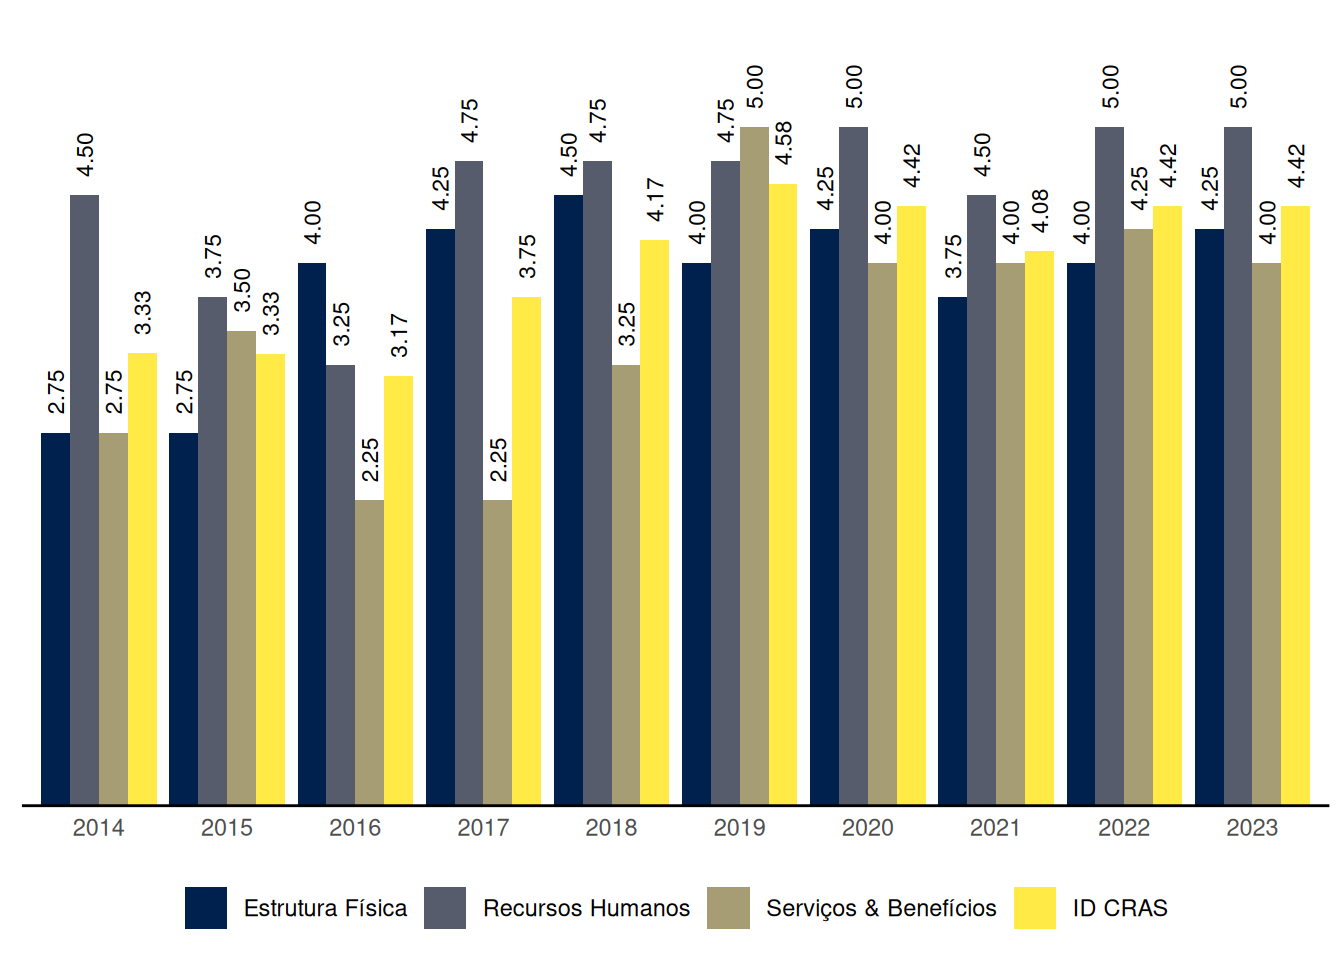 2.75 4.50 2.75 3.33 2.75 3.75 3.50 3.33 4.00 3.25 2.25 3.17 4.25 4.75 2.25 3.75 4.50 4.75 3.25 4.17 4.00 4.75 5.00 4.58 4.25 5.00 4.00 4.42 3.75 4.50 4.00 4.08 4.00 5.00 4.25 4.42 4.25 5.00 4.00 4.42
2014 2015 2016 2017 2018 2019 2020 2021 2022 2023
Estrutura Física Recursos Humanos Serviços & Benefícios ID CRAS